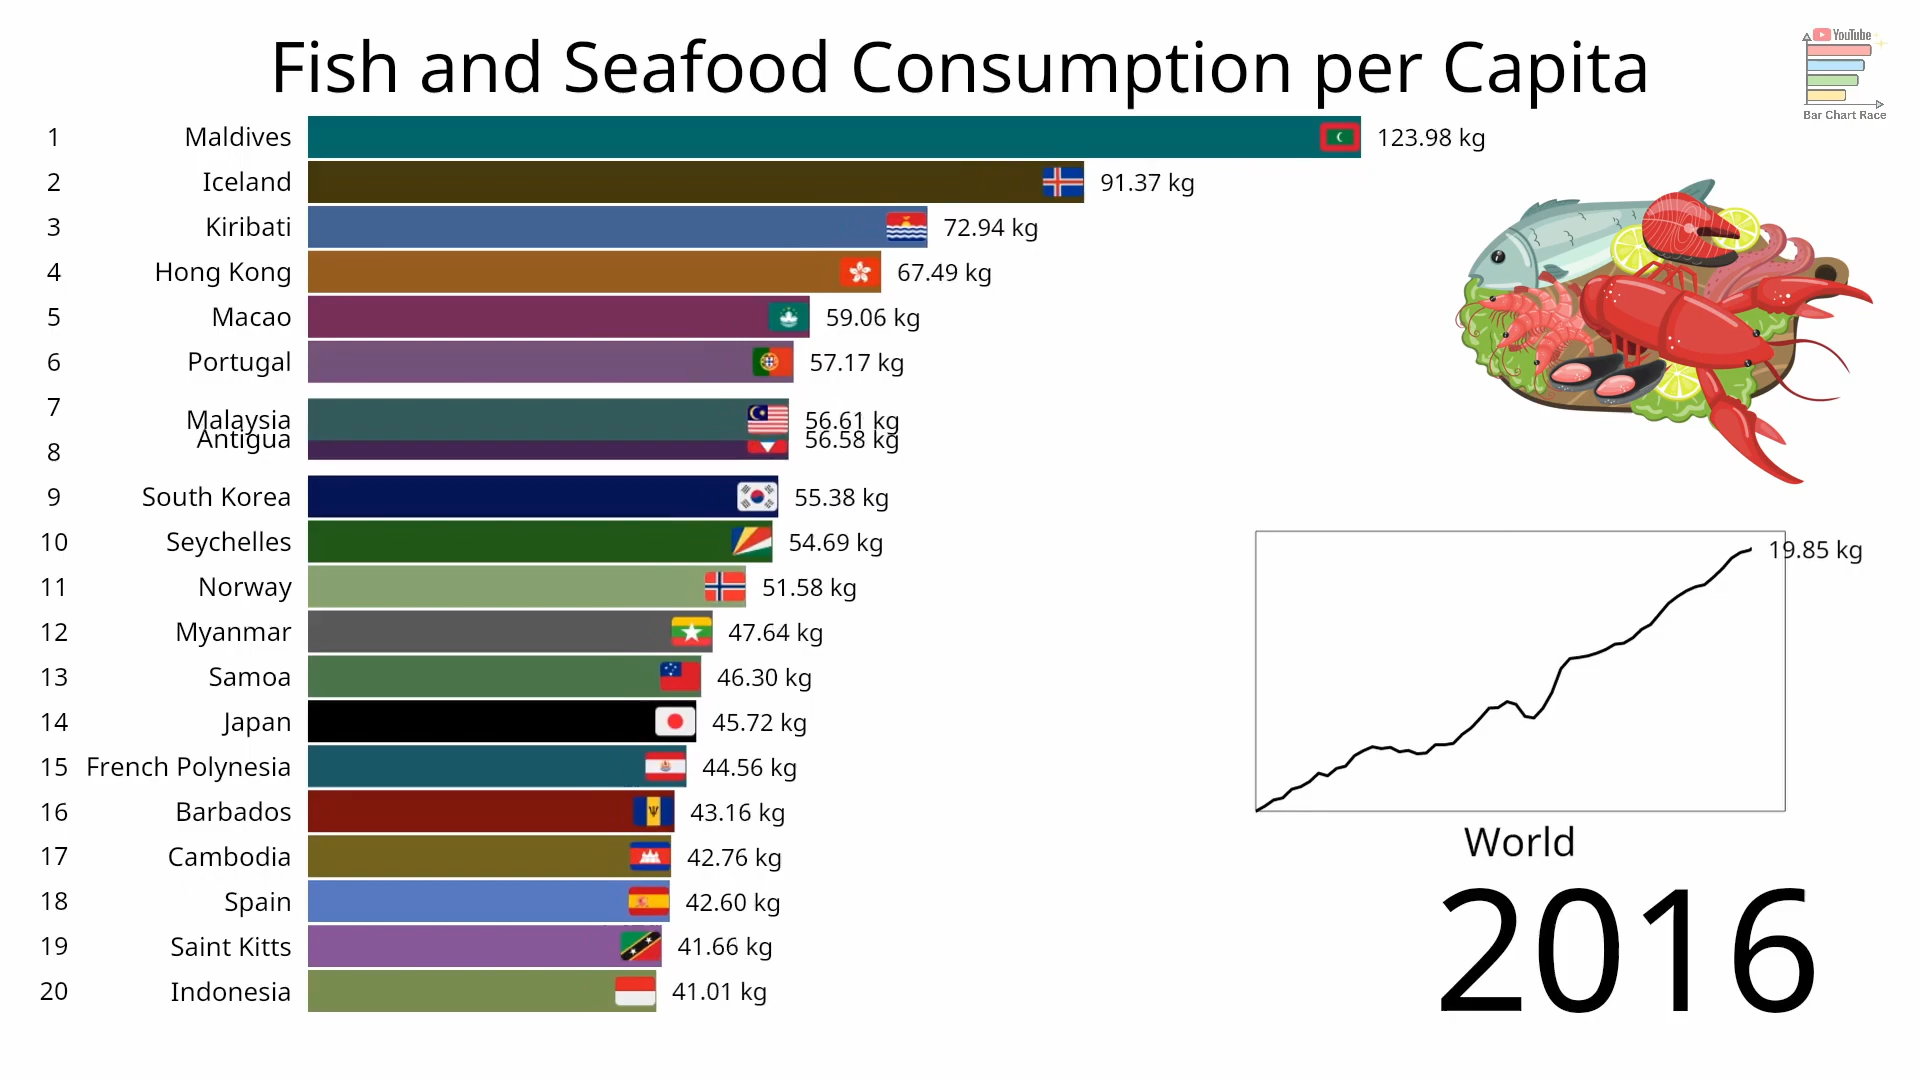 Fish and Seafood Consumption per Capita
YouTube
Bar Chart Race
1 Maldives 123.98 kg
2 Iceland 91.37 kg
3 Kiribati 72.94 kg
4 Hong Kong 67.49 kg
5 Macao 59.06 kg
6 Portugal 57.17 kg
7 Malaysia 56.61 kg
8 Antigua 56.58 kg
9 South Korea 55.38 kg
10 Seychelles 54.69 kg
11 Norway 51.58 kg
12 Myanmar 47.64 kg
13 Samoa 46.30 kg
14 Japan 45.72 kg
15 French Polynesia 44.56 kg
16 Barbados 43.16 kg
17 Cambodia 42.76 kg
18 Spain 42.60 kg
19 Saint Kitts 41.66 kg
20 Indonesia 41.01 kg
19.85 kg
World
2016